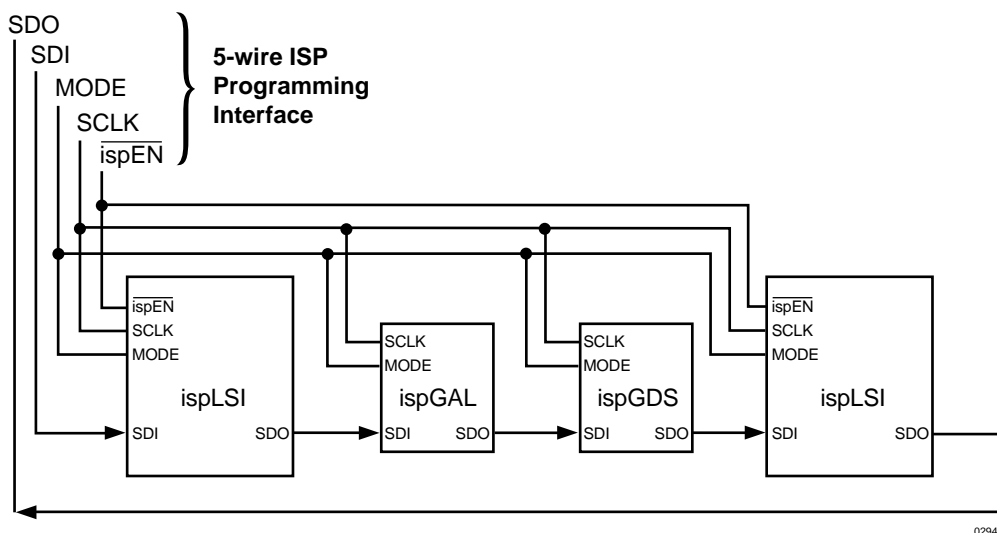 SDO
SDI
MODE
SCLK
ispEN
5-wire ISP
Programming
Interface
ispEN
SCLK
MODE
ispLSI
SDI SDO
SCLK
MODE
ispGAL
SDI SDO
SCLK
MODE
ispGDS
SDI SDO
ispEN
SCLK
MODE
ispLSI
SDI SDO
0294